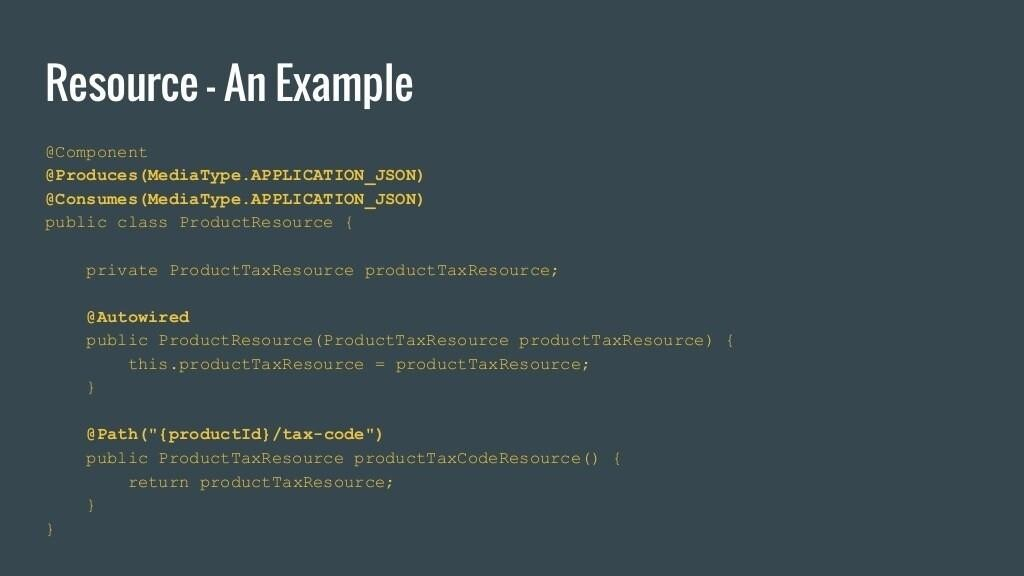 Resource - An Example
@Component
@Produces(MediaType.APPLICATION_JSON)
@Consumes(MediaType.APPLICATION_JSON)
public class ProductResource {
private ProductTaxResource productTaxResource;
@Autowired
public ProductResource(ProductTaxResource productTaxResource) {
this.productTaxResource = productTaxResource;
}
@Path("{productId}/tax-code")
public ProductTaxResource productTaxCodeResource() {
return productTaxResource;
}
}